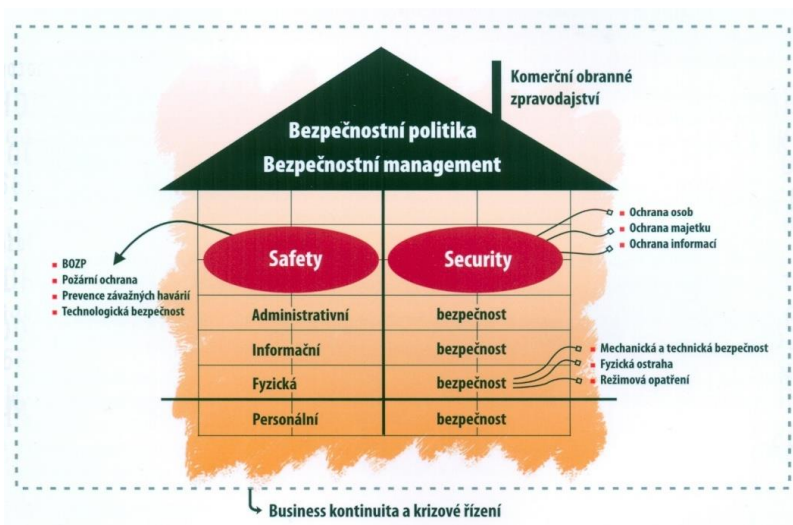 Komerční obranné
zpravodajství
Bezpečnostní politika
Bezpečnostní management
Safety
Security
Ochrana osob
Ochrana majetku
Ochrana informací
BOZP
Požární ochrana
Prevence závažných havárií
Technologická bezpečnost
Administrativní bezpečnost
Informační bezpečnost
Fyzická bezpečnost
Mechanická a technická bezpečnost
Fyzická ostraha
Režimová opatření
Personální bezpečnost
Business kontinuita a krizové řízení